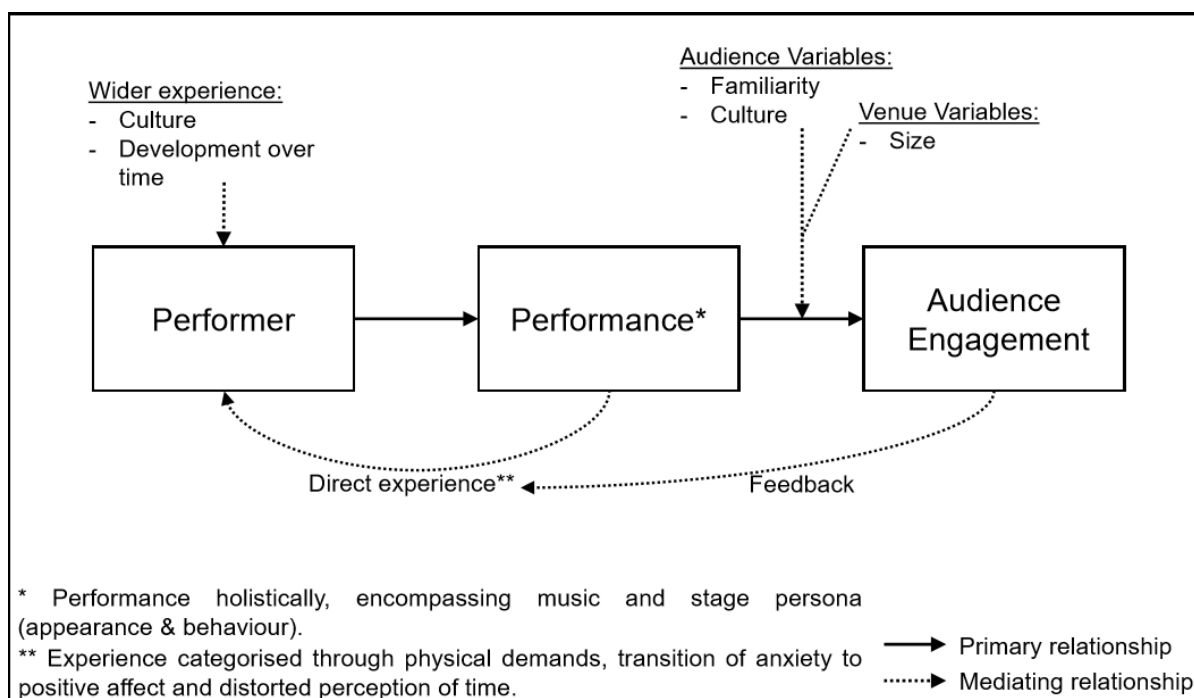 Audience Variables:
- Familiarity
- Culture
Wider experience:
- Culture
- Development over
time
Venue Variables:
- Size
Performer
Performance*
Audience
Engagement
Direct experience**
Feedback
* Performance holistically, encompassing music and stage persona
(appearance & behaviour).
** Experience categorised through physical demands, transition of anxiety to
positive affect and distorted perception of time.
Primary relationship
Mediating relationship